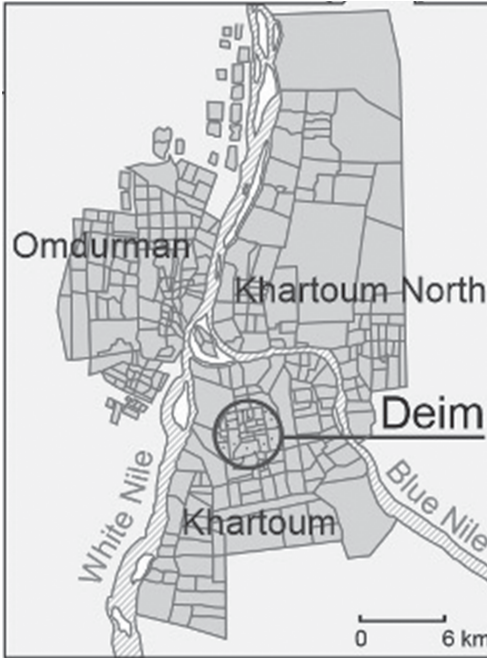 Omdurman
Khartoum North
Deim
White Nile
Blue Nile
Khartoum
0 6 km